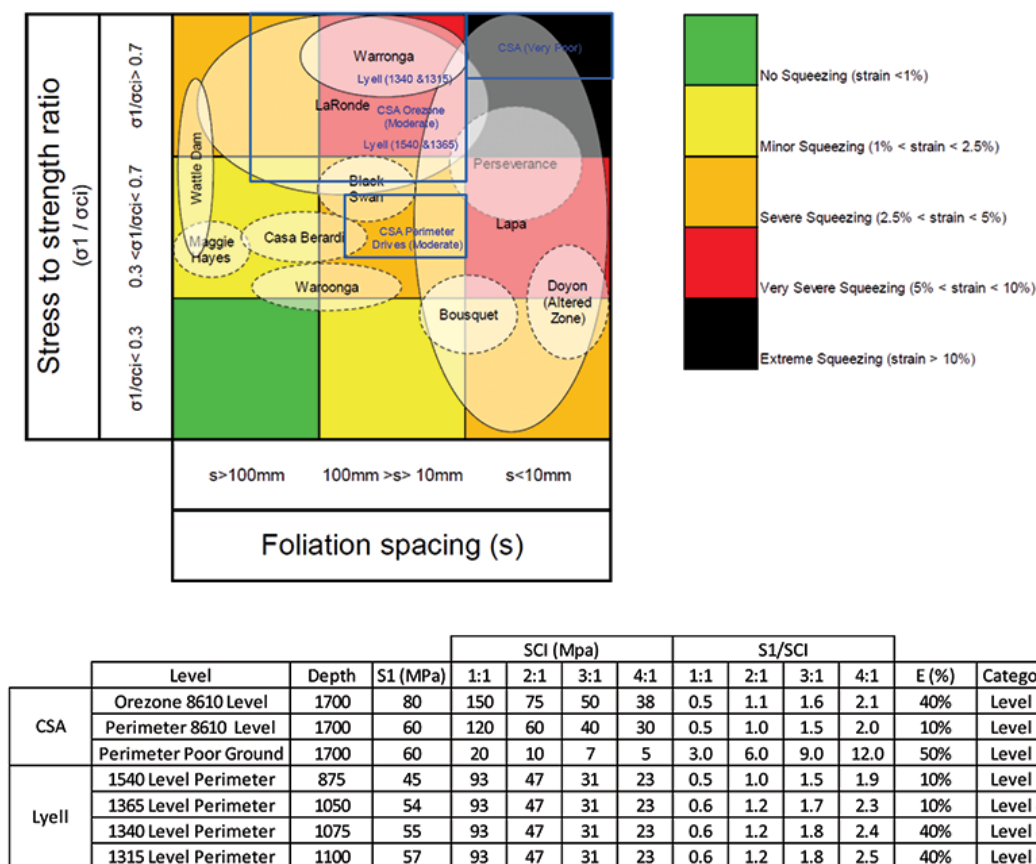 Stress to strength ratio
(σ1 / σci)
σ1/σci> 0.7
0.3 <σ1/σci< 0.7
σ1/σci< 0.3
Warronga
Lyell (1340 &1315)
LaRonde
CSA Orezone
(Moderate)
Lyell (1540 &1365)
CSA (Very Poor)
Wattle Dam
Black
Swan
Perseverance
Maggie
Hayes
Casa Berardi
CSA Perimeter
Drives (Moderate)
Lapa
Waroonga
Bousquet
Doyon
(Altered
Zone)
s>100mm 100mm >s> 10mm s<10mm
Foliation spacing (s)
No Squeezing (strain <1%)
Minor Squeezing (1% < strain < 2.5%)
Severe Squeezing (2.5% < strain < 5%)
Very Severe Squeezing (5% < strain < 10%)
Extreme Squeezing (strain > 10%)
SCI (Mpa) S1/SCI
Level Depth S1 (MPa) 1:1 2:1 3:1 4:1 1:1 2:1 3:1 4:1 E (%) Catego
CSA
Orezone 8610 Level 1700 80 150 75 50 38 0.5 1.1 1.6 2.1 40% Level
Perimeter 8610 Level 1700 60 120 60 40 30 0.5 1.0 1.5 2.0 10% Level
Perimeter Poor Ground 1700 60 20 10 7 5 3.0 6.0 9.0 12.0 50% Level
Lyell
1540 Level Perimeter 875 45 93 47 31 23 0.5 1.0 1.5 1.9 10% Level
1365 Level Perimeter 1050 54 93 47 31 23 0.6 1.2 1.7 2.3 10% Level
1340 Level Perimeter 1075 55 93 47 31 23 0.6 1.2 1.8 2.4 40% Level
1315 Level Perimeter 1100 57 93 47 31 23 0.6 1.2 1.8 2.5 40% Level